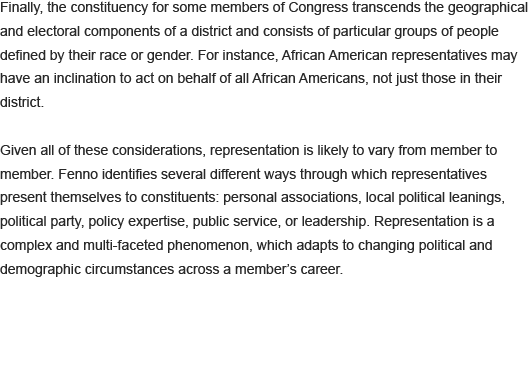 Finally, the constituency for some members of Congress transcends the geographical
and electoral components of a district and consists of particular groups of people
defined by their race or gender. For instance, African American representatives may
have an inclination to act on behalf of all African Americans, not just those in their
district.
Given all of these considerations, representation is likely to vary from member to
member. Fenno identifies several different ways through which representatives
present themselves to constituents: personal associations, local political leanings,
political party, policy expertise, public service, or leadership. Representation is a
complex and multi-faceted phenomenon, which adapts to changing political and
demographic circumstances across a member’s career.